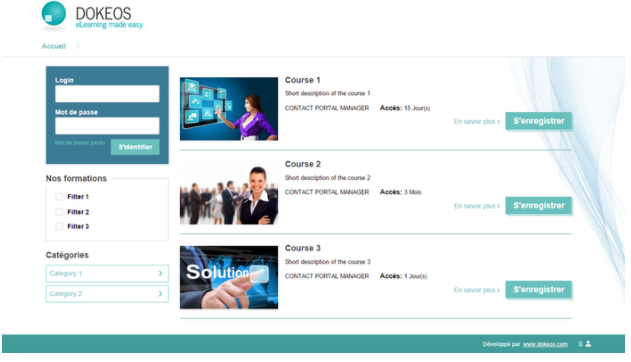 DOKEOS
eLearning made easy
Accueil
Login
Mot de passe
Mot de passe perdu
S'identifier
Nos formations
Filter 1
Filter 2
Filter 3
Catégories
Category 1
Category 2
Course 1
Short description of the course 1
CONTACT PORTAL MANAGER Accès: 15 Jour(s)
En savoir plus > S'enregistrer
Course 2
Short description of the course 2
CONTACT PORTAL MANAGER Accès: 3 Mois
En savoir plus > S'enregistrer
Solution
Course 3
Short description of the course 3
CONTACT PORTAL MANAGER Accès: 1 Jour(s)
En savoir plus > S'enregistrer
Développé par www.dokeos.com 0